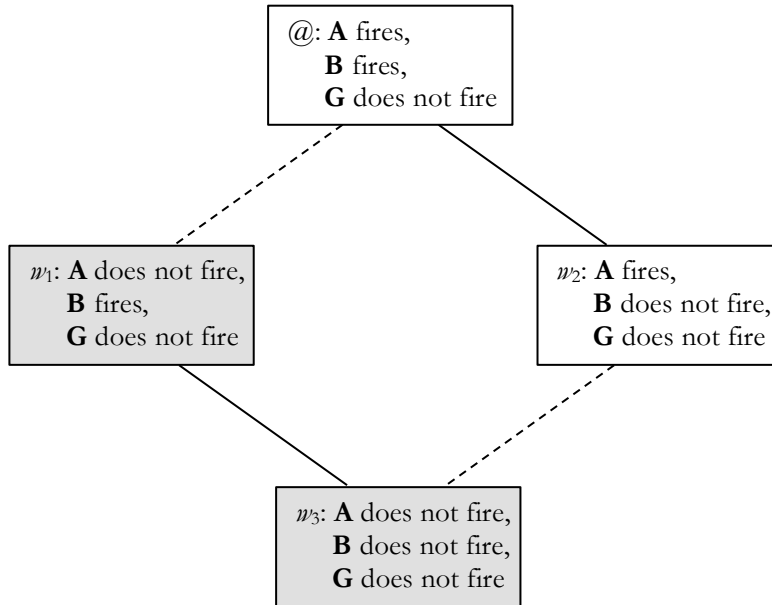 @: A fires,
B fires,
G does not fire
w₁: A does not fire,
B fires,
G does not fire
w₂: A fires,
B does not fire,
G does not fire
w₃: A does not fire,
B does not fire,
G does not fire